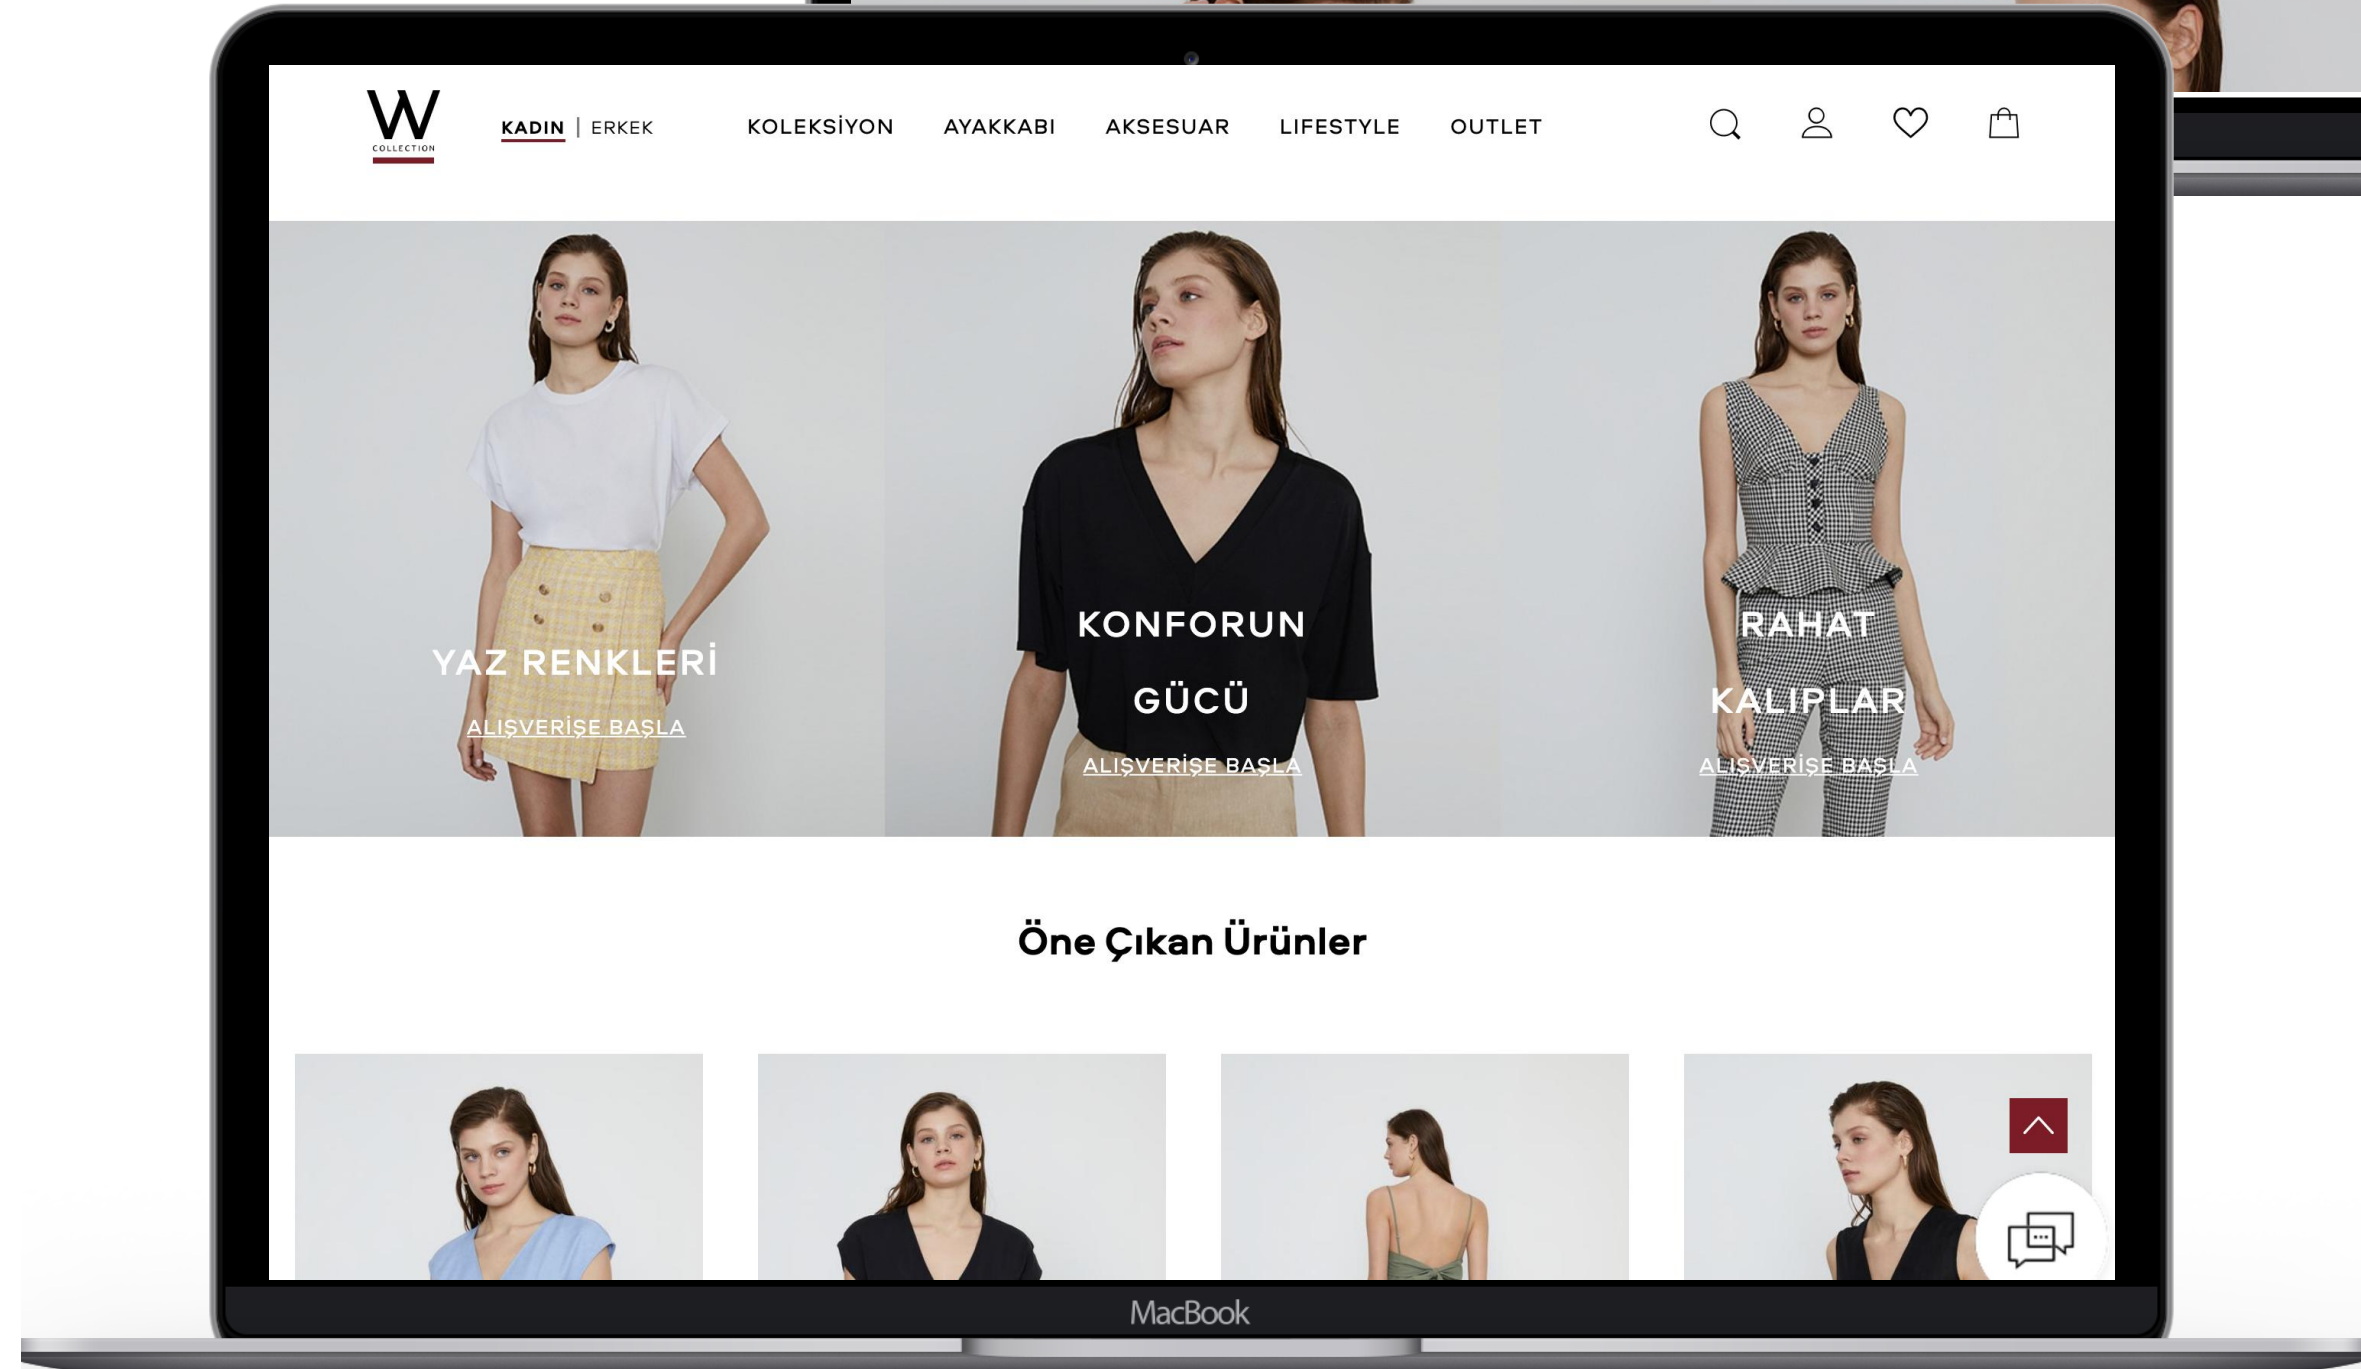 W
COLLECTION
KADIN | ERKEK
KOLEKSİYON
AYAKKABI
AKSESUAR
LIFESTYLE
OUTLET
YAZ RENKLERİ
ALIŞVERİŞE BAŞLA
KONFORUN
GÜCÜ
ALIŞVERİŞE BAŞLA
RAHAT
KALIPLAR
ALIŞVERİŞE BAŞLA
Öne Çıkan Ürünler
MacBook